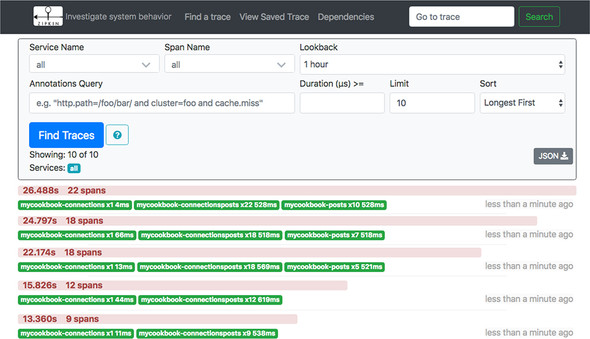 ZIPKIN Investigate system behavior Find a trace View Saved Trace Dependencies Go to trace Search
Service Name Span Name Lookback
all all 1 hour
Annotations Query Duration (μs) >= Limit Sort
e.g. "http.path=/foo/bar/ and cluster=foo and cache.miss" 10 Longest First
Find Traces ?
Showing: 10 of 10
Services: all JSON
26.488s 22 spans
mycookbook-connections x1 4ms mycookbook-connectionsposts x22 528ms mycookbook-posts x10 528ms less than a minute ago
24.797s 18 spans
mycookbook-connections x1 66ms mycookbook-connectionsposts x18 518ms mycookbook-posts x7 518ms less than a minute ago
22.174s 18 spans
mycookbook-connections x1 13ms mycookbook-connectionsposts x18 569ms mycookbook-posts x5 521ms less than a minute ago
15.826s 12 spans
mycookbook-connections x1 44ms mycookbook-connectionsposts x12 619ms less than a minute ago
13.360s 9 spans
mycookbook-connections x1 11ms mycookbook-connectionsposts x9 538ms less than a minute ago